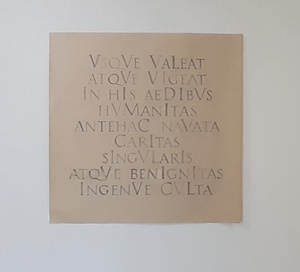 VSQVE VALEAT
ATQVE VIGEAT
IN HIS AEDIBVS
HVMANITAS
ANTEHAC NAVATA
CARITAS
SINGVLARIS
ATQVE BENIGNITAS
INGENVE CVLTA